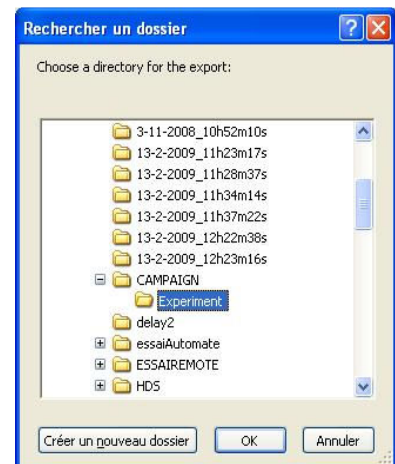 Rechercher un dossier
Choose a directory for the export:
3-11-2008_10h52m10s
13-2-2009_11h23m17s
13-2-2009_11h28m37s
13-2-2009_11h34m14s
13-2-2009_11h37m22s
13-2-2009_12h22m38s
13-2-2009_12h23m16s
CAMPAIGN
Experiment
delay2
essaiAutomate
ESSAIREMOTE
HDS
Créer un nouveau dossier OK Annuler